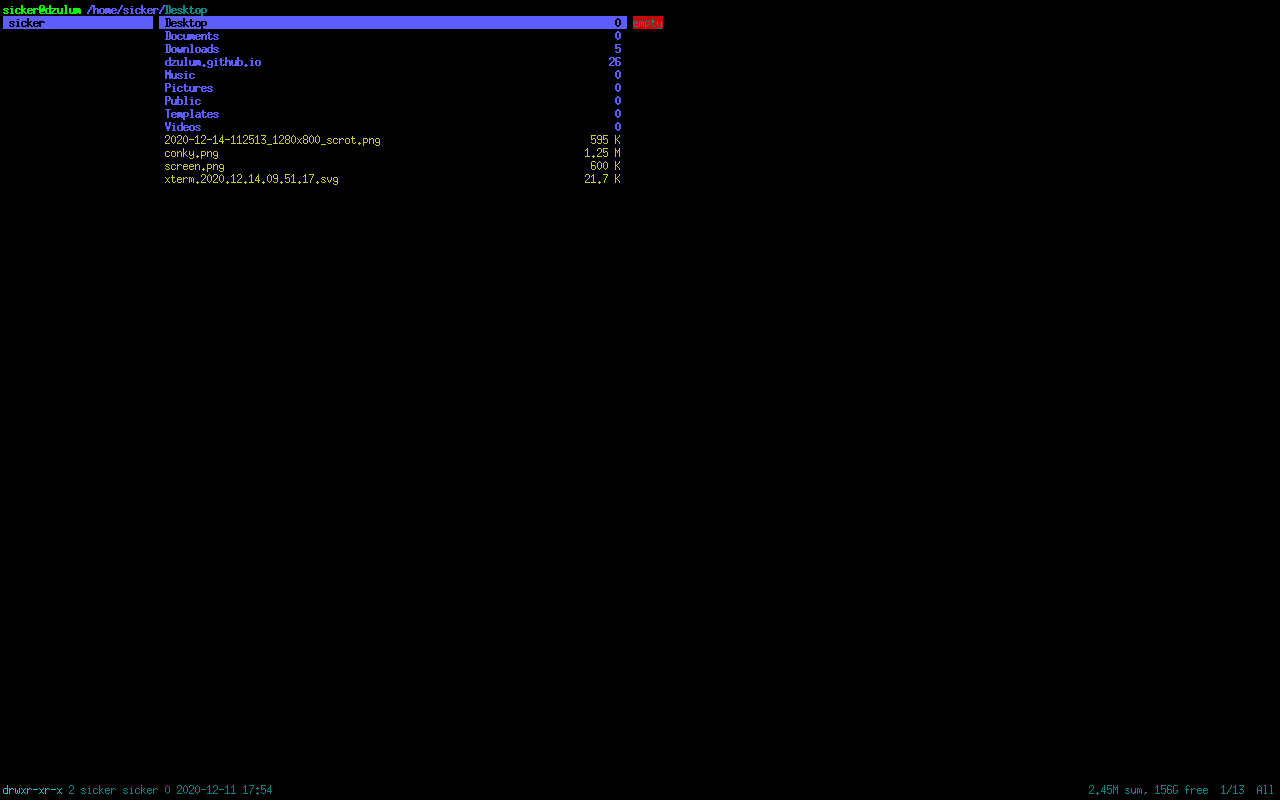 sicker@dzulum /home/sicker/Desktop
sicker Desktop 0 empty
Documents 0
Downloads 5
dzulum.github.io 26
Music 0
Pictures 0
Public 0
Templates 0
Videos 0
2020-12-14-112513_1280x800_scrot.png 595 K
conky.png 1.25 M
screen.png 600 K
xterm.2020.12.14.09.51.17.svg 21.7 K
drwxr-xr-x 2 sicker sicker 0 2020-12-11 17:54 2.45M sum, 156G free 1/13 All